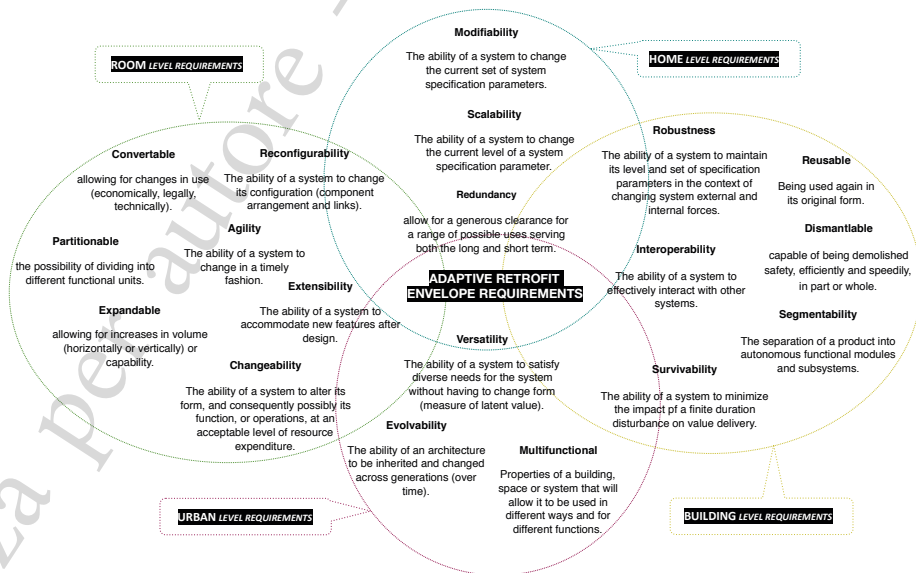 Modifiability
The ability of a system to change
the current set of system
specification parameters.
ROOM LEVEL REQUIREMENTS
HOME LEVEL REQUIREMENTS
Scalability
The ability of a system to change
the current level of a system
specification parameter.
Redundancy
allow for a generous clearance for
a range of possible uses serving
both the long and short term.
Convertable
allowing for changes in use
(economically, legally,
technically).
Partitionable
the possibility of dividing into
different functional units.
Expandable
allowing for increases in volume
(horizontally or vertically) or
capability.
Reconfigurability
The ability of a system to change
its configuration (component
arrangement and links).
Agility
The ability of a system to
change in a timely
fashion.
Extensibility
The ability of a system to
accommodate new features after
design.
Changeability
The ability of a system to alter its
form, and consequently possibly its
function, or operations, at an
acceptable level of resource
expenditure.
ADAPTIVE RETROFIT
ENVELOPE REQUIREMENTS
Robustness
The ability of a system to maintain
its level and set of specification
parameters in the context of
changing system external and
internal forces.
Interoperability
The ability of a system to
effectively interact with other
systems.
Survivability
The ability of a system to minimize
the impact of a finite duration
disturbance on value delivery.
Reusable
Being used again in
its original form.
Dismantlable
capable of being demolished
safety, efficiently and speedily,
in part or whole.
Segmentability
The separation of a product into
autonomous functional modules
and subsystems.
Versatility
The ability of a system to satisfy
diverse needs for the system
without having to change form
(measure of latent value).
Evolvability
The ability of an architecture
to be inherited and changed
across generations (over
time).
Multifunctional
Properties of a building,
space or system that will
allow it to be used in
different ways and for
different functions.
URBAN LEVEL REQUIREMENTS
BUILDING LEVEL REQUIREMENTS
za per autore